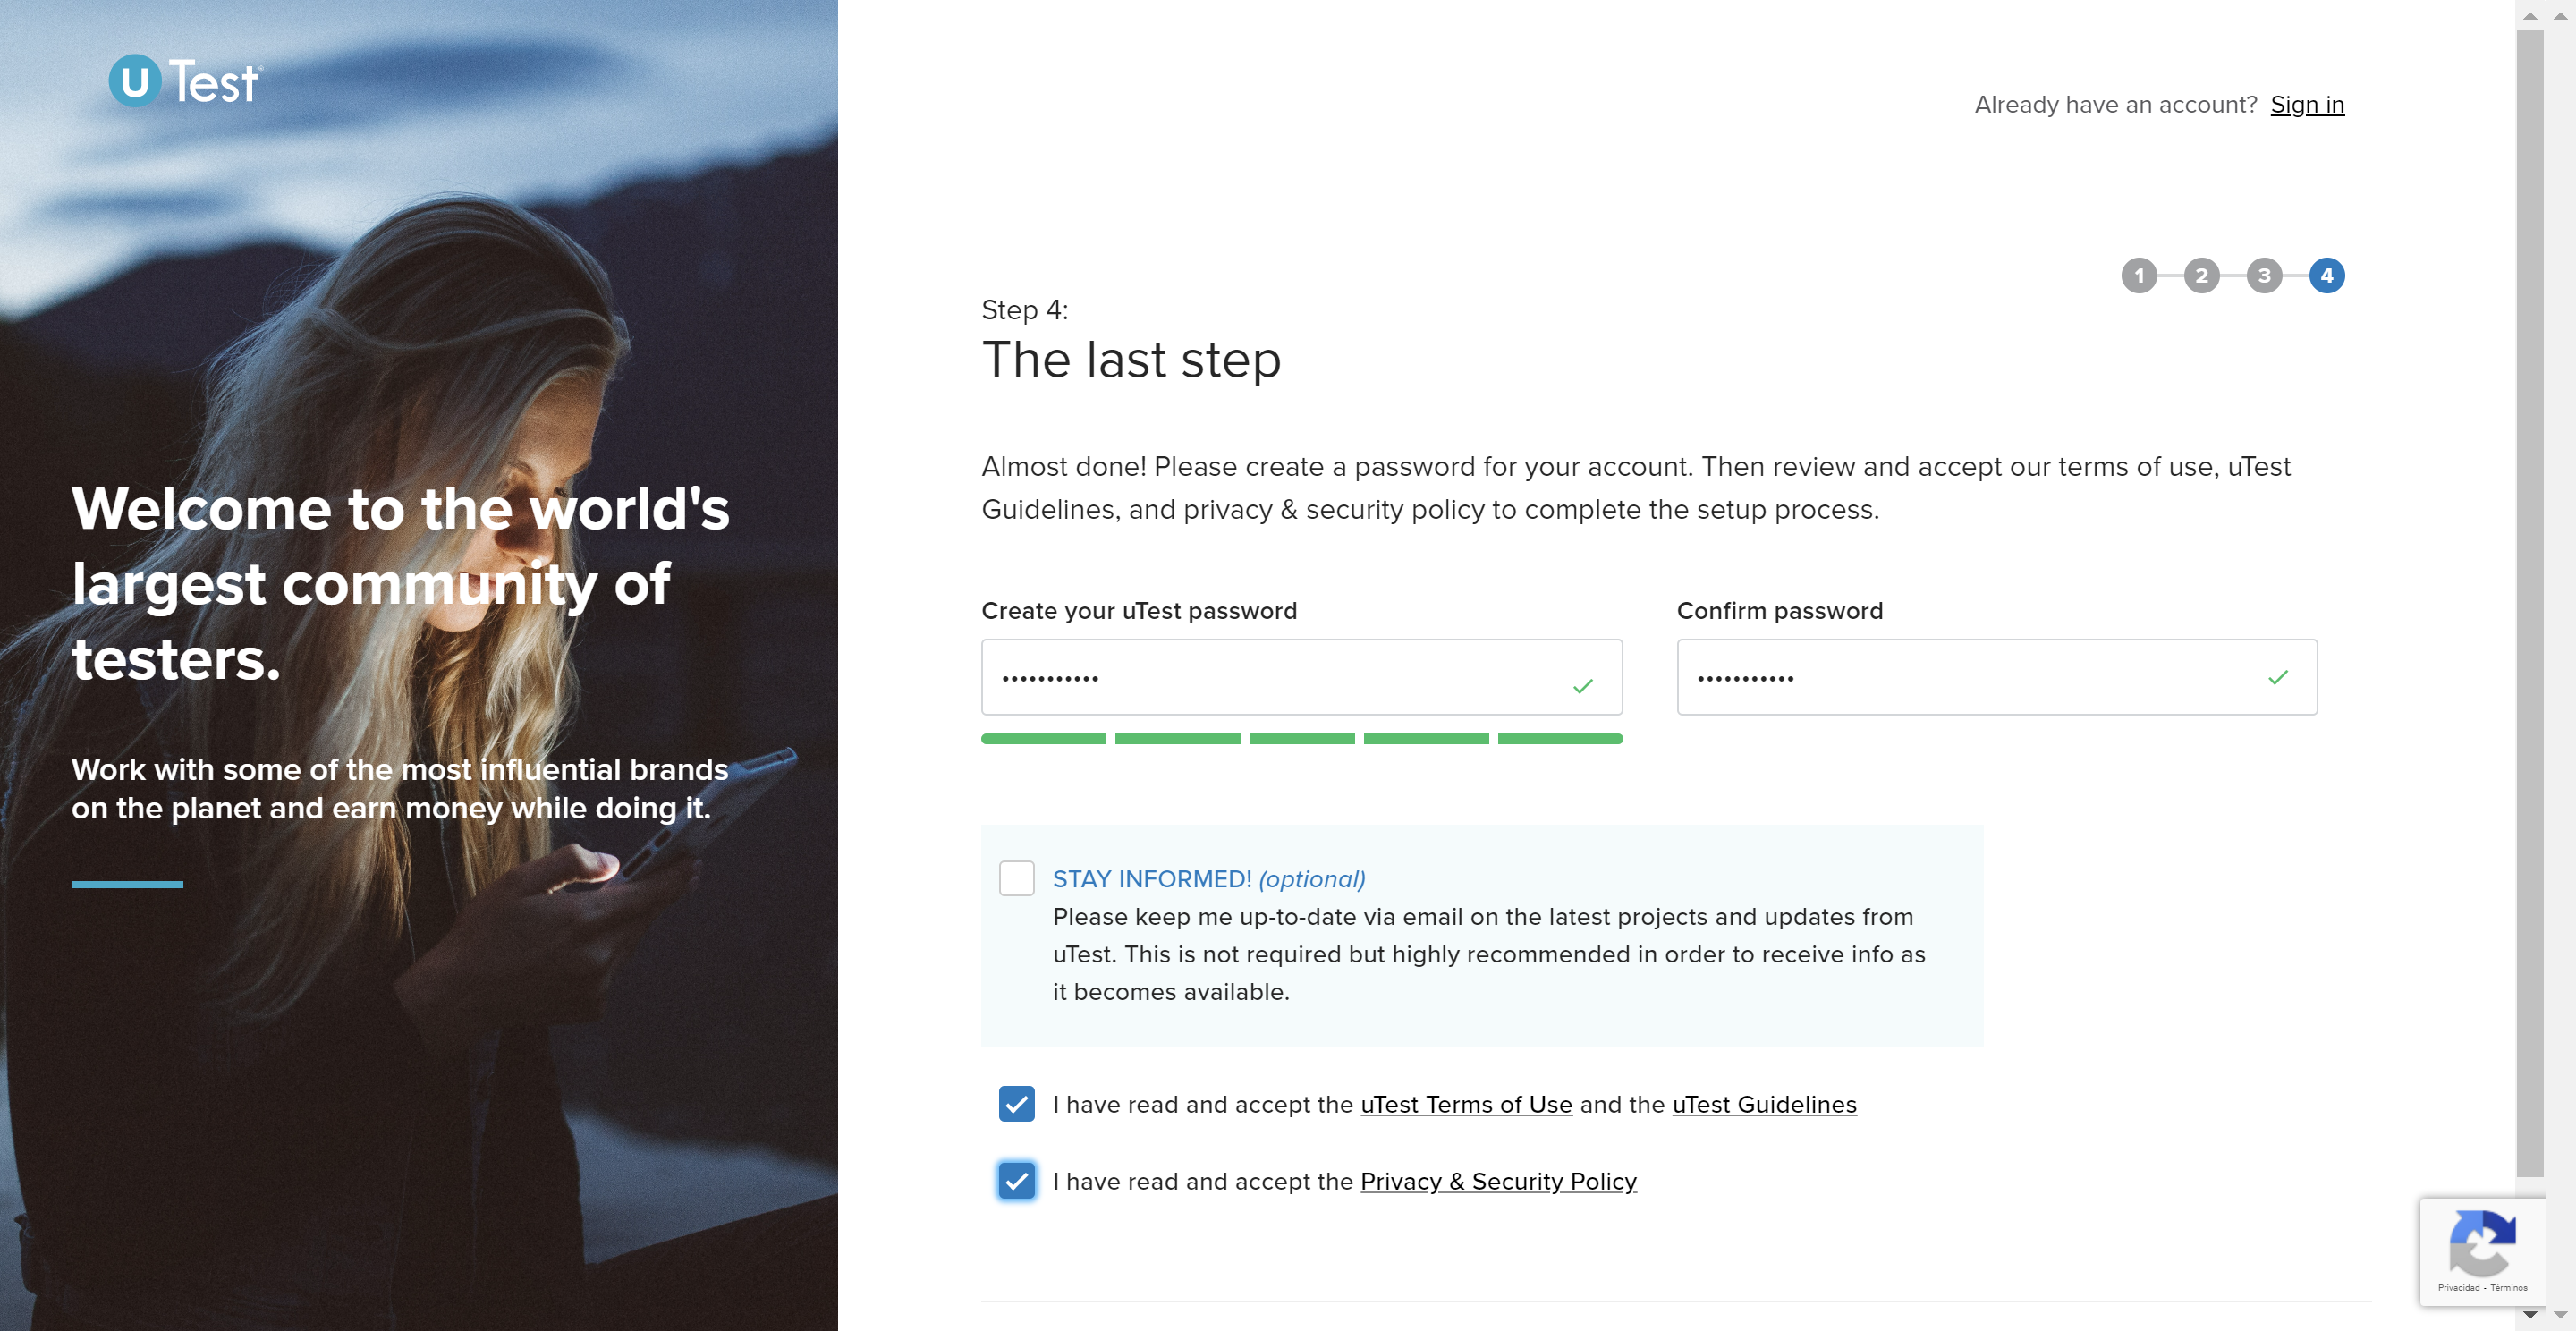 U Test
Welcome to the world's
largest community of
testers.
Work with some of the most influential brands
on the planet and earn money while doing it.
Already have an account? Sign in
1 2 3 4
Step 4:
The last step
Almost done! Please create a password for your account. Then review and accept our terms of use, uTest
Guidelines, and privacy & security policy to complete the setup process.
Create your uTest password
Confirm password
•••••••••••
•••••••••••
STAY INFORMED! (optional)
Please keep me up-to-date via email on the latest projects and updates from
uTest. This is not required but highly recommended in order to receive info as
it becomes available.
I have read and accept the uTest Terms of Use and the uTest Guidelines
I have read and accept the Privacy & Security Policy
Privacidad - Términos